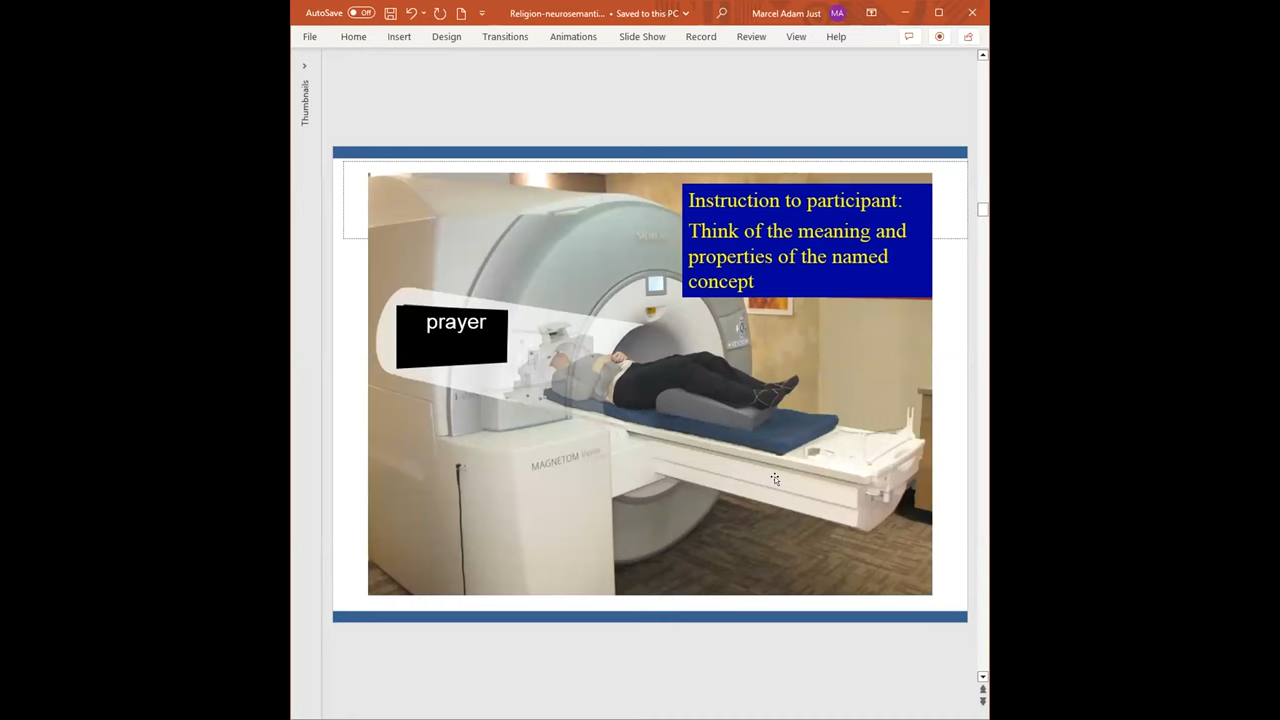 AutoSave Off Religion-neurosemanti... • Saved to this PC Marcel Adam Just MA
File Home Insert Design Transitions Animations Slide Show Record Review View Help
Thumbnails
Instruction to participant:
Think of the meaning and
properties of the named
concept
prayer
MAGNETOM